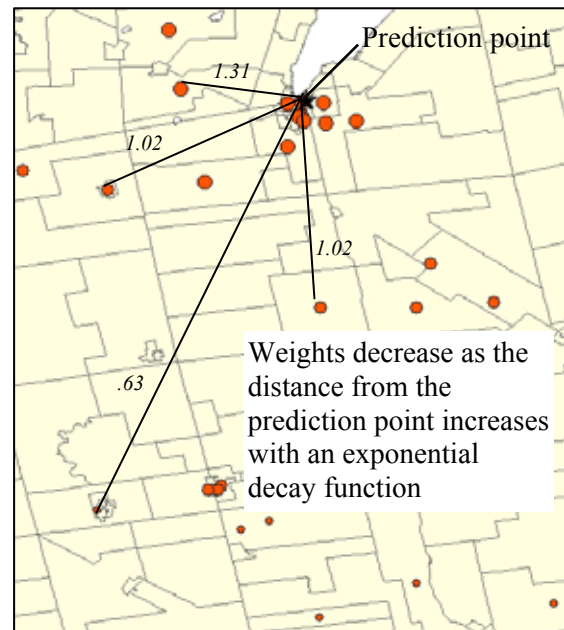 Prediction point
1.31
1.02
1.02
.63
Weights decrease as the
distance from the
prediction point increases
with an exponential
decay function